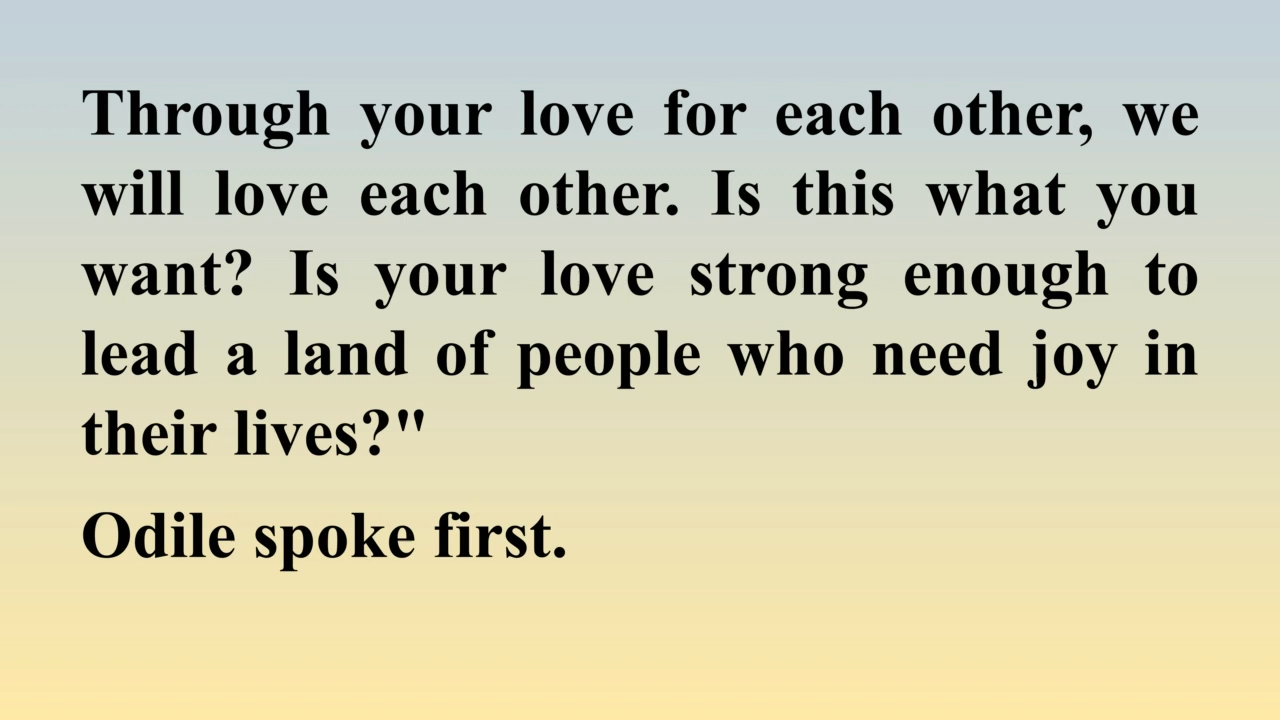 Through your love for each other, we
will love each other. Is this what you
want? Is your love strong enough to
lead a land of people who need joy in
their lives?"
Odile spoke first.